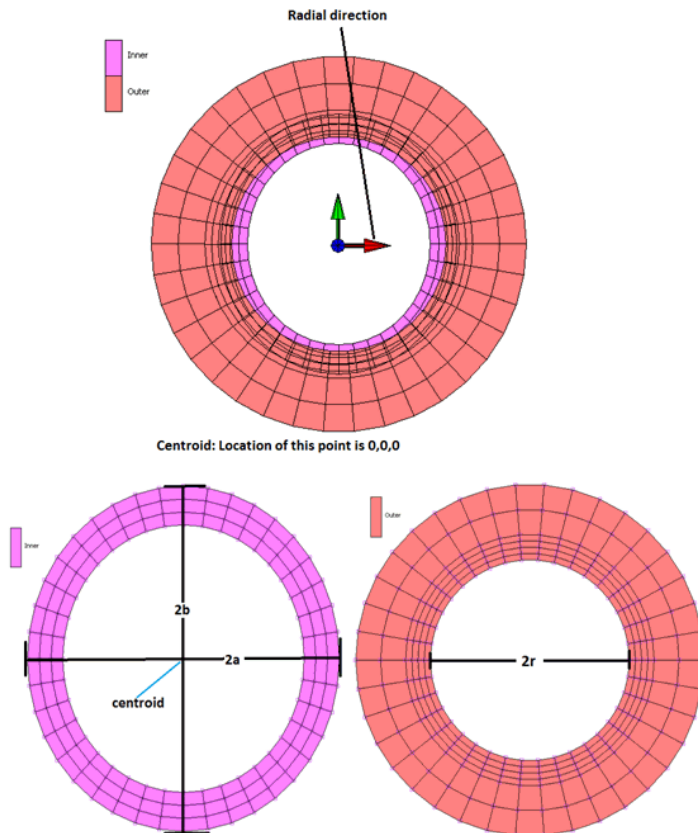 Radial direction
Inner
Outer
Centroid: Location of this point is 0,0,0
Inner
2b
2a
centroid
Outer
2r